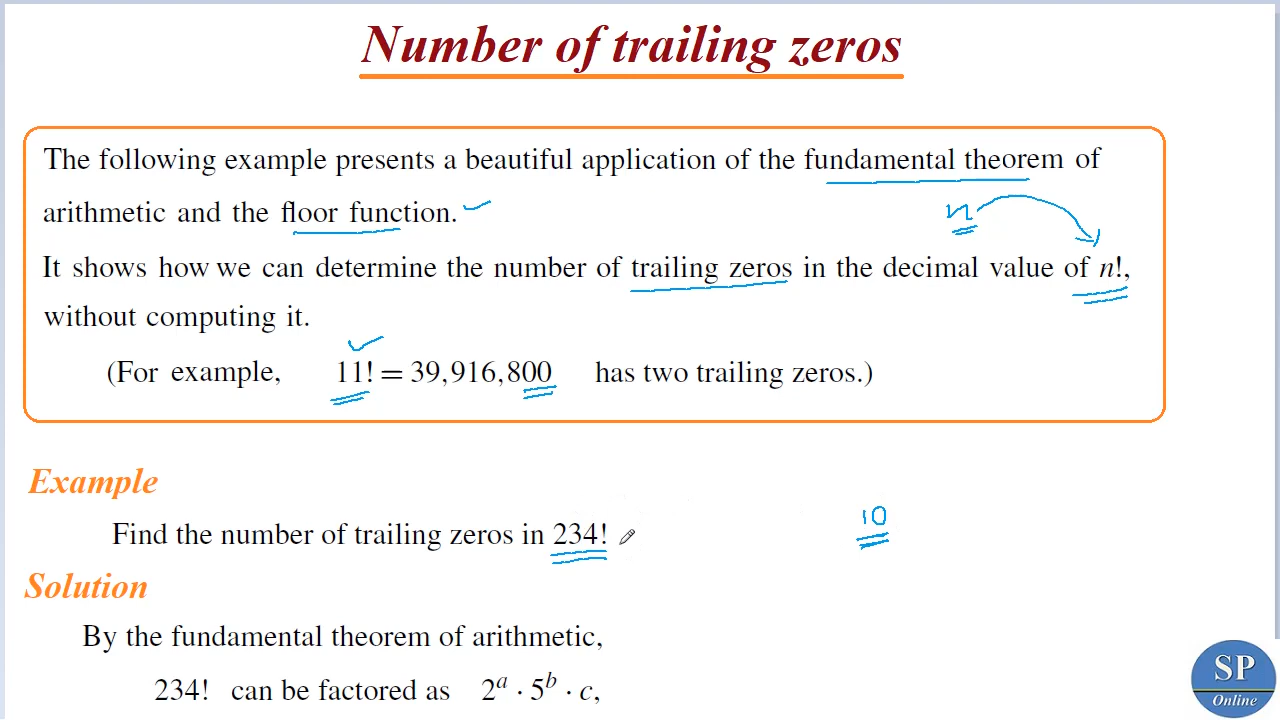 Number of trailing zeros
The following example presents a beautiful application of the fundamental theorem of
arithmetic and the floor function.
n
It shows how we can determine the number of trailing zeros in the decimal value of n!,
without computing it.
(For example, 11! = 39,916,800 has two trailing zeros.)
Example
Find the number of trailing zeros in 234!
10
Solution
By the fundamental theorem of arithmetic,
234! can be factored as 2^a · 5^b · c,
SP
Online